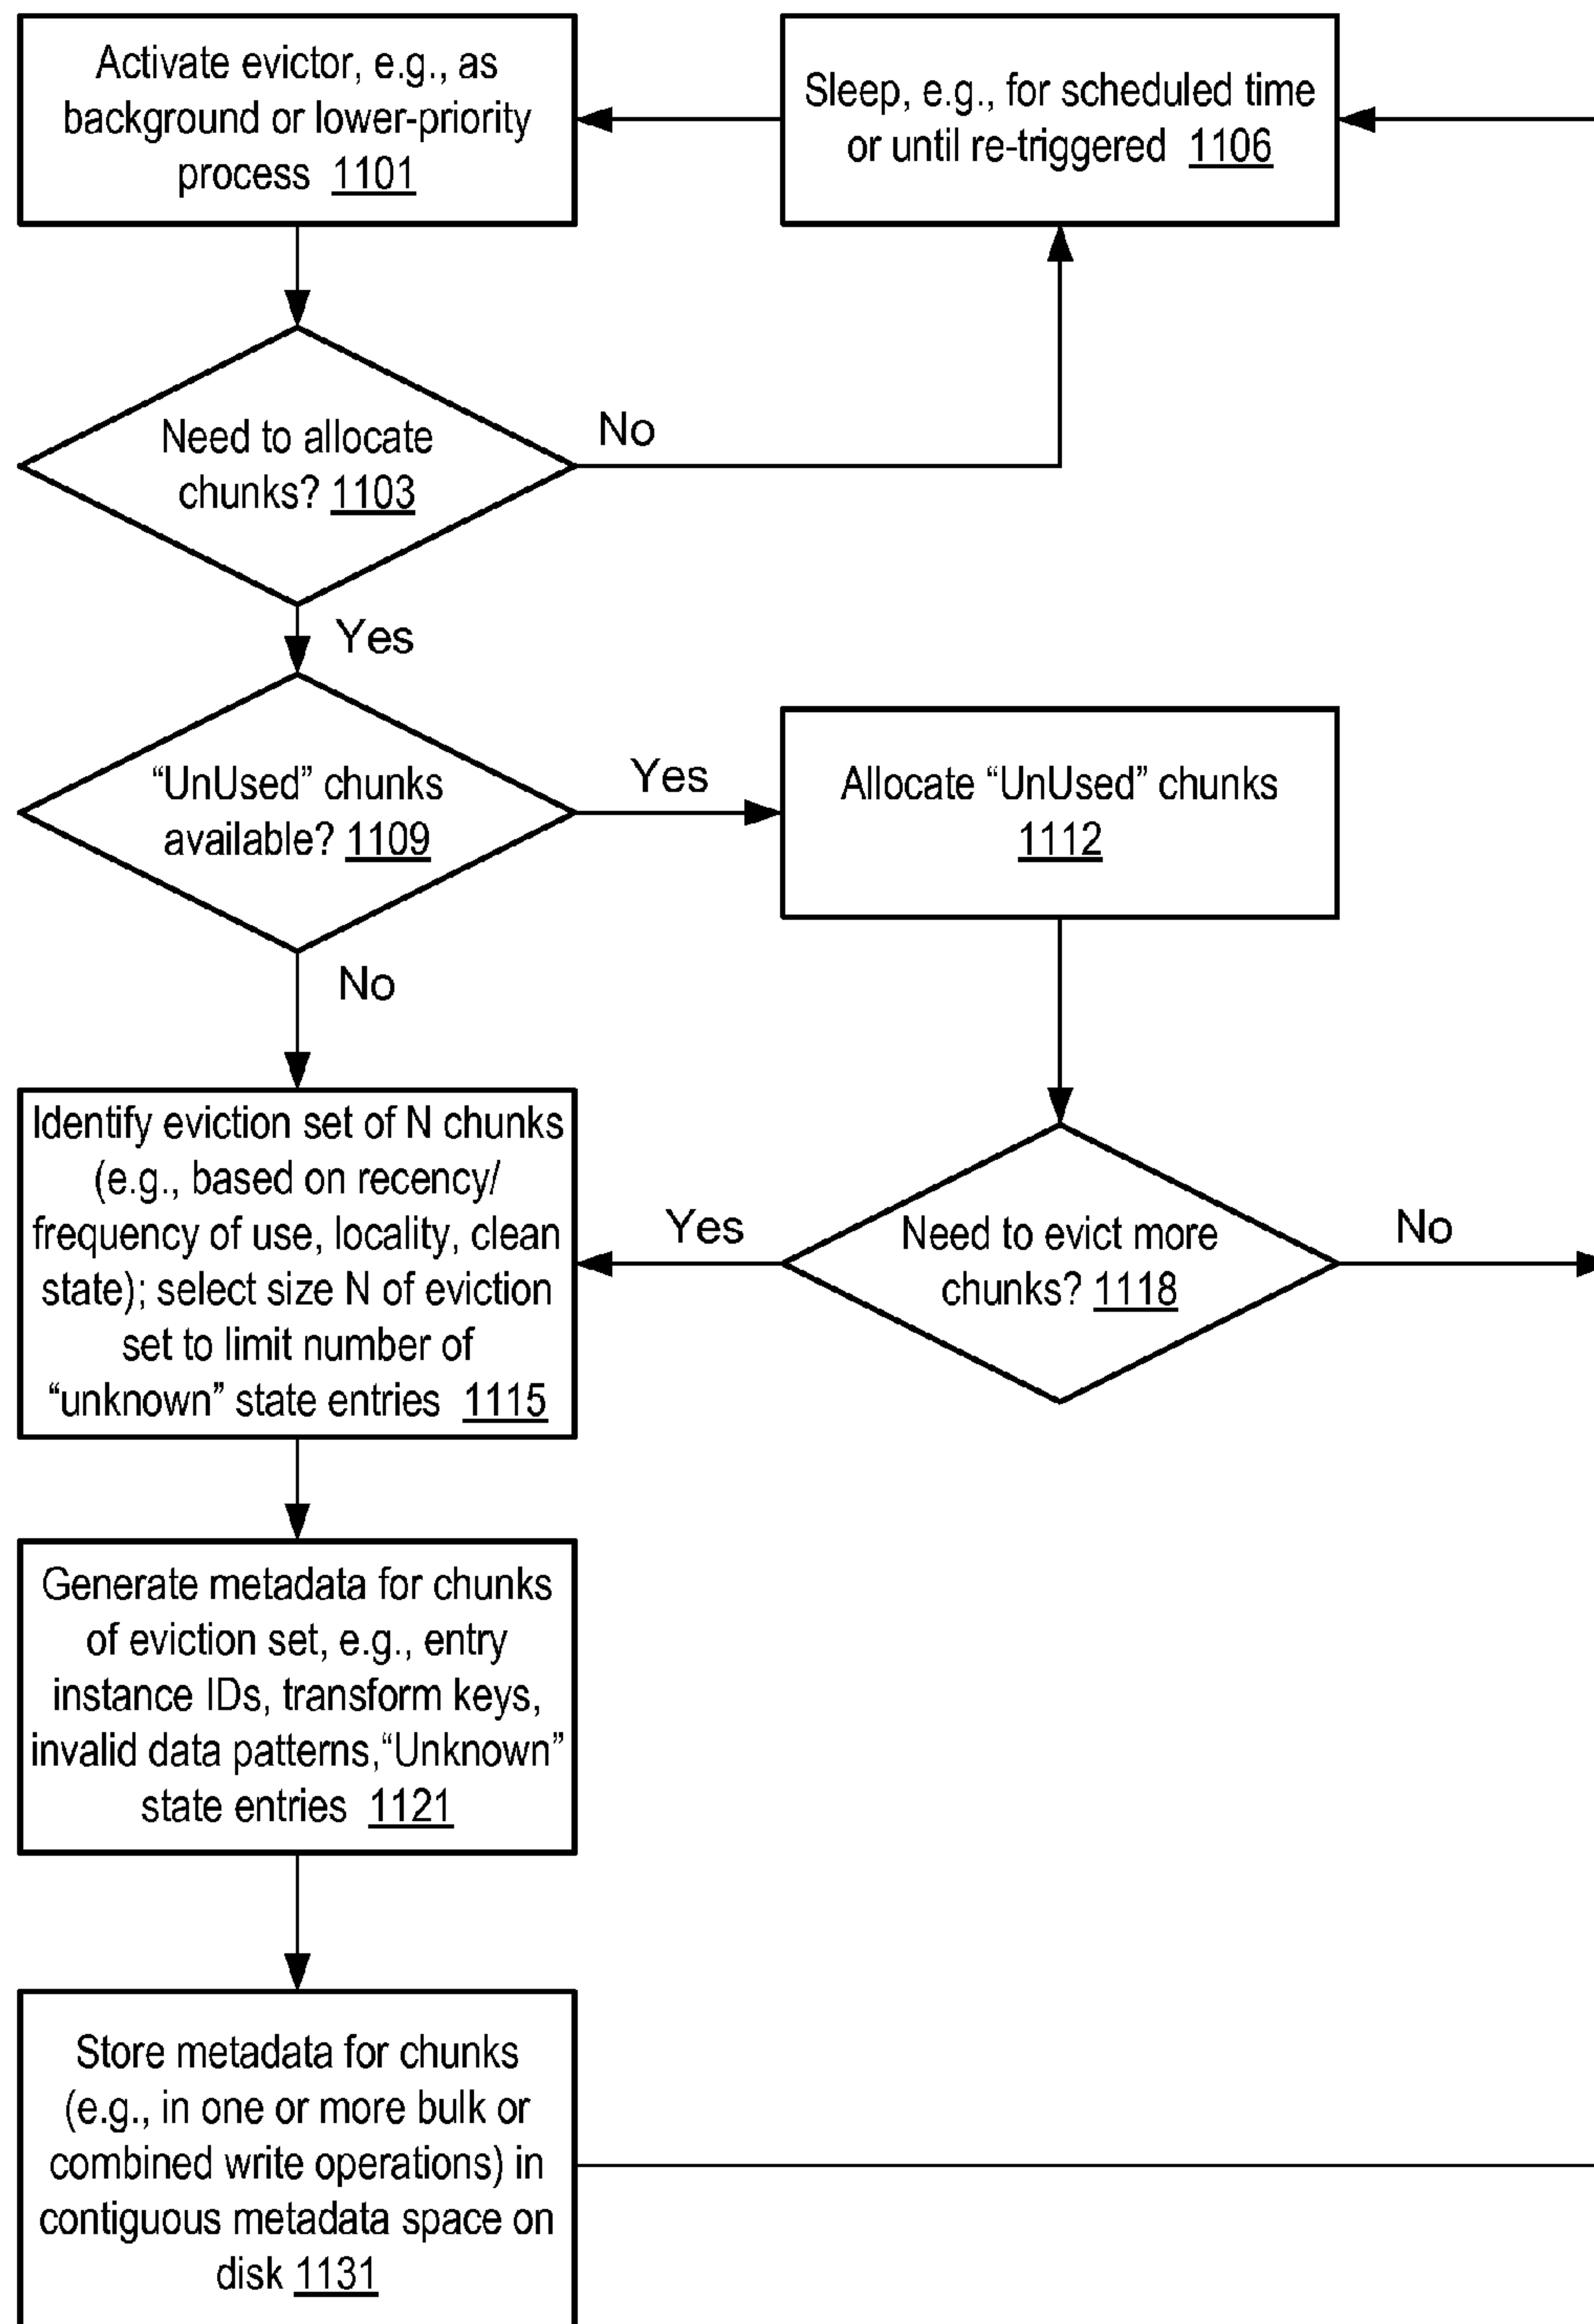 Activate evictor, e.g., as
background or lower-priority
process 1101
Sleep, e.g., for scheduled time
or until re-triggered 1106
Need to allocate
chunks? 1103
No
Yes
“UnUsed” chunks
available? 1109
Yes
Allocate “UnUsed” chunks
1112
No
Identify eviction set of N chunks
(e.g., based on recency/
frequency of use, locality, clean
state); select size N of eviction
set to limit number of
“unknown” state entries 1115
Yes
Need to evict more
chunks? 1118
No
Generate metadata for chunks
of eviction set, e.g., entry
instance IDs, transform keys,
invalid data patterns,“Unknown”
state entries 1121
Store metadata for chunks
(e.g., in one or more bulk or
combined write operations) in
contiguous metadata space on
disk 1131